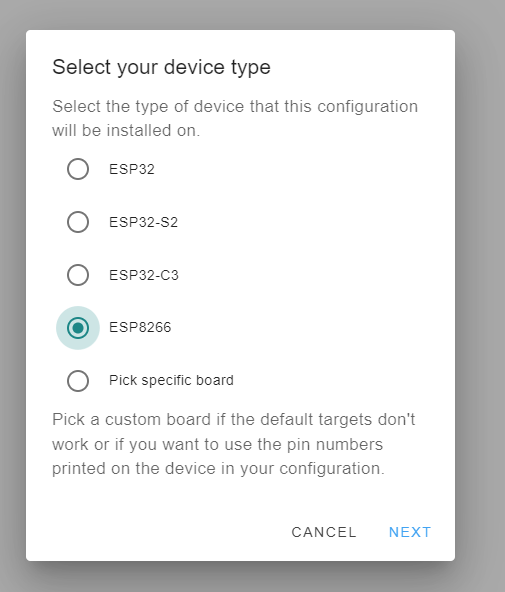 Select your device type
Select the type of device that this configuration
will be installed on.
ESP32
ESP32-S2
ESP32-C3
ESP8266
Pick specific board
Pick a custom board if the default targets don't
work or if you want to use the pin numbers
printed on the device in your configuration.
CANCEL NEXT